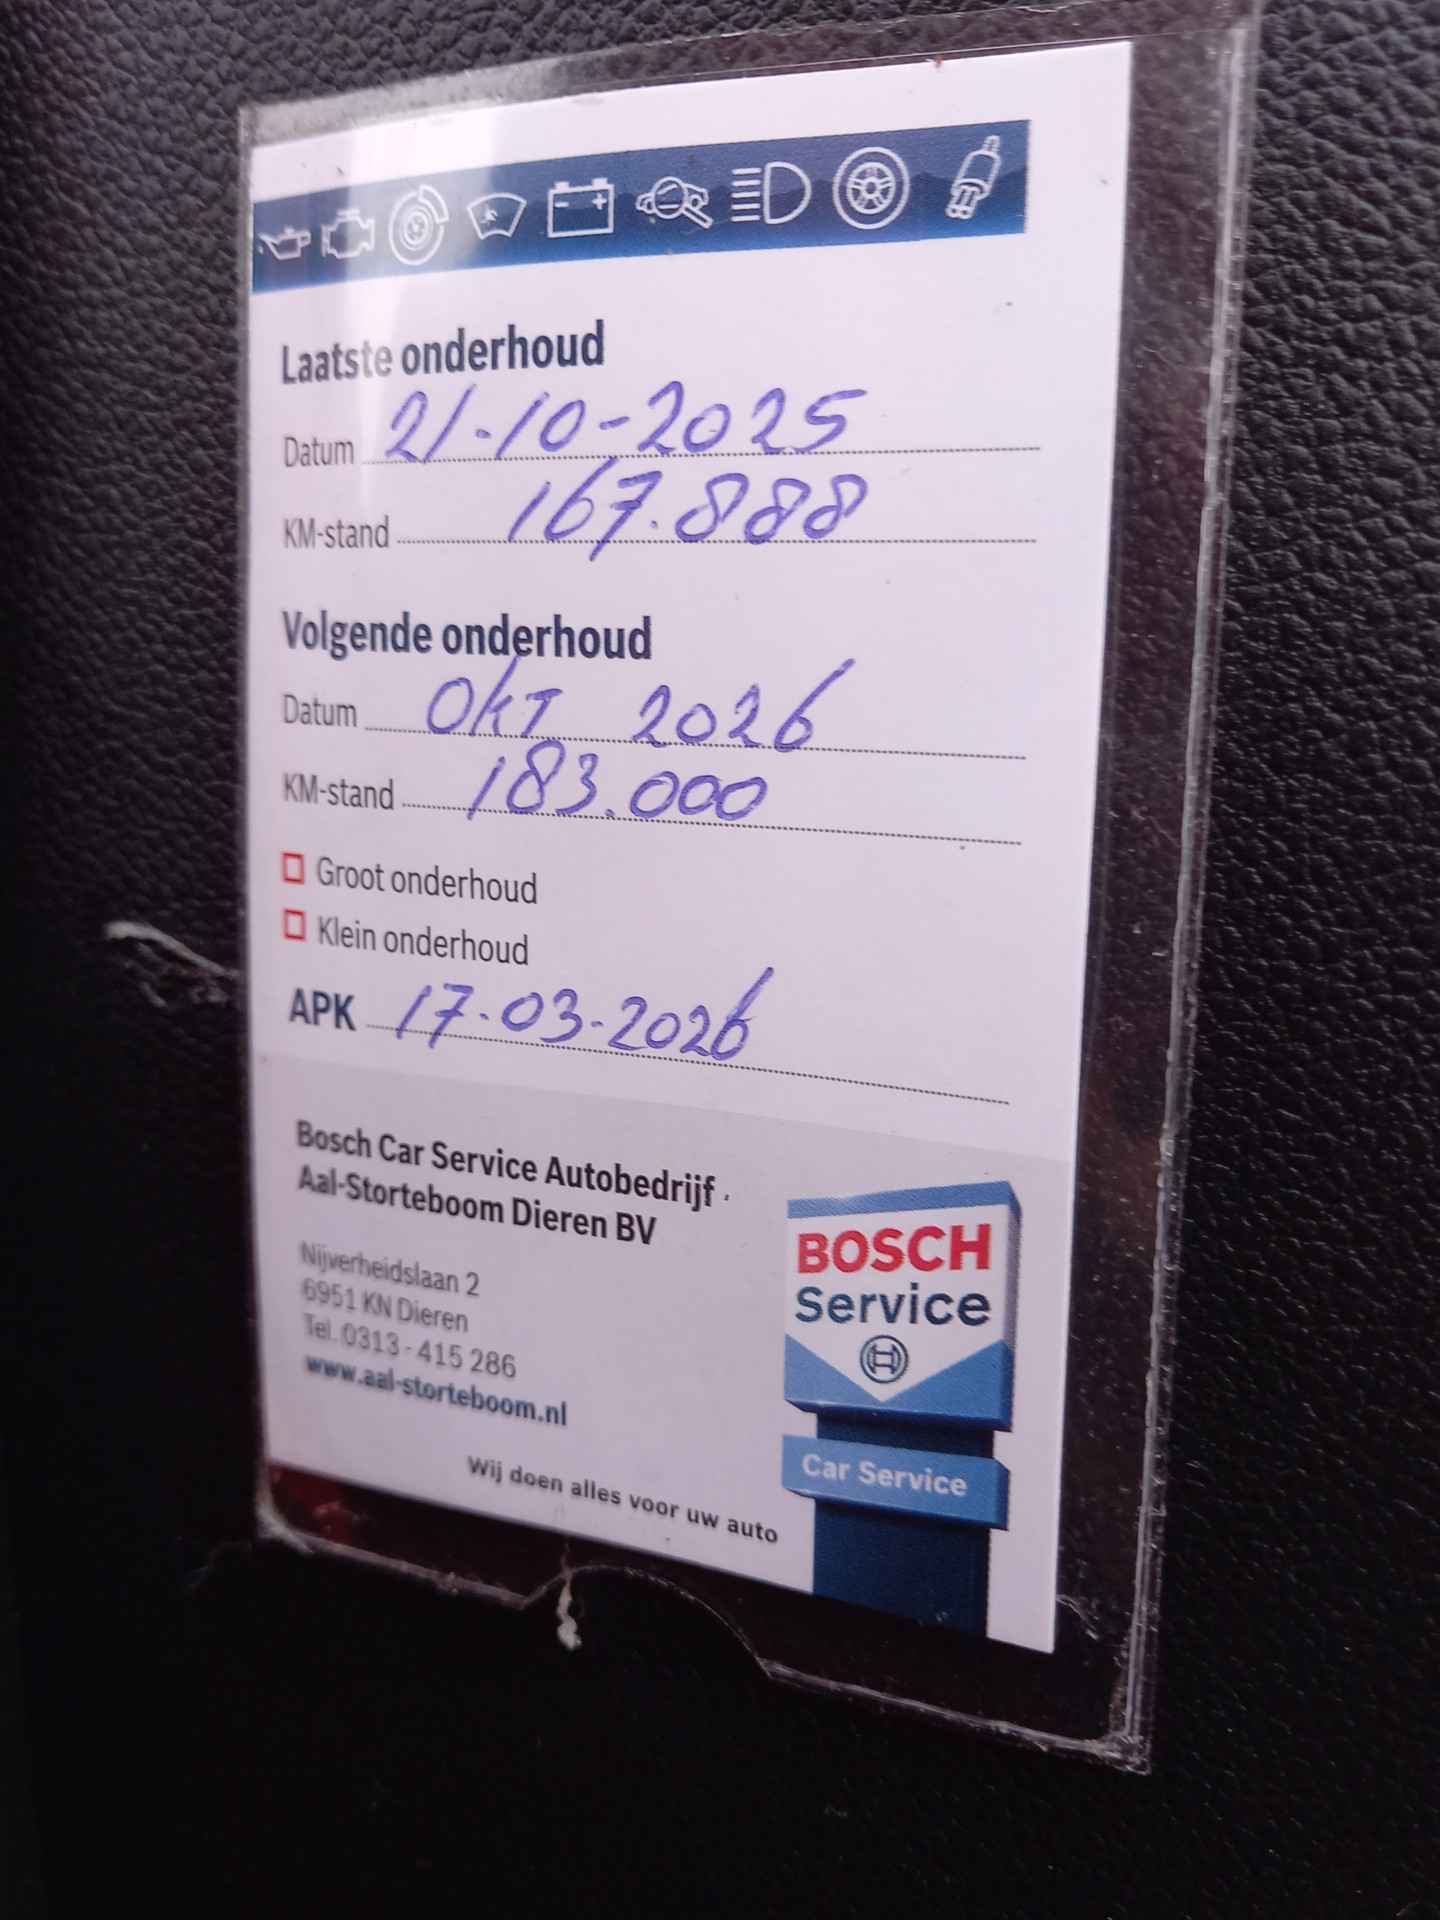 Laatste onderhoud
Datum 21-10-2025
KM-stand 167.888
Volgende onderhoud
Datum OKT 2026
KM-stand 183.000
Groot onderhoud
Klein onderhoud
APK 17-03-2026
Bosch Car Service Autobedrijf
Aal-Storteboom Dieren BV
Nijverheidslaan 2
6951 KN Dieren
Tel. 0313 - 415 286
www.aal-storteboom.nl
Wij doen alles voor uw auto
BOSCH
Service
Car Service